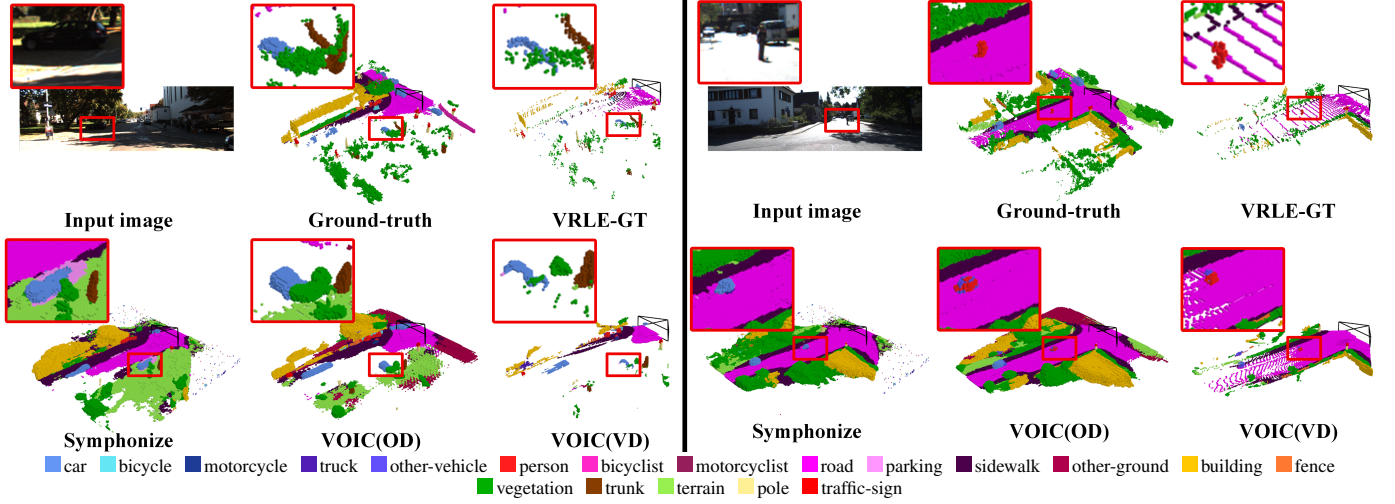 Input image Ground-truth VRLE-GT Input image Ground-truth VRLE-GT
Symphonize VOIC(OD) VOIC(VD) Symphonize VOIC(OD) VOIC(VD)
car bicycle motorcycle truck other-vehicle person bicyclist motorcyclist road parking sidewalk other-ground building fence
vegetation trunk terrain pole traffic-sign